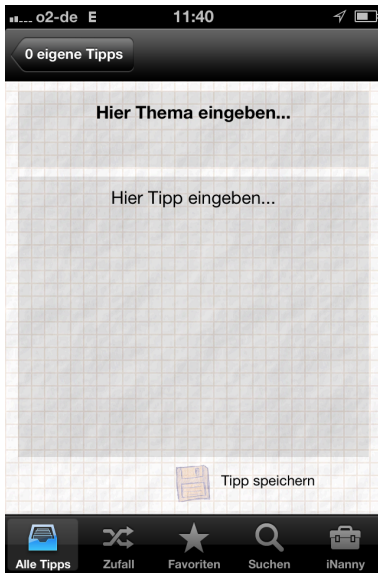 o2-de E 11:40
0 eigene Tipps
Hier Thema eingeben...
Hier Tipp eingeben...
Tipp speichern
Alle Tipps Zufall Favoriten Suchen iNanny